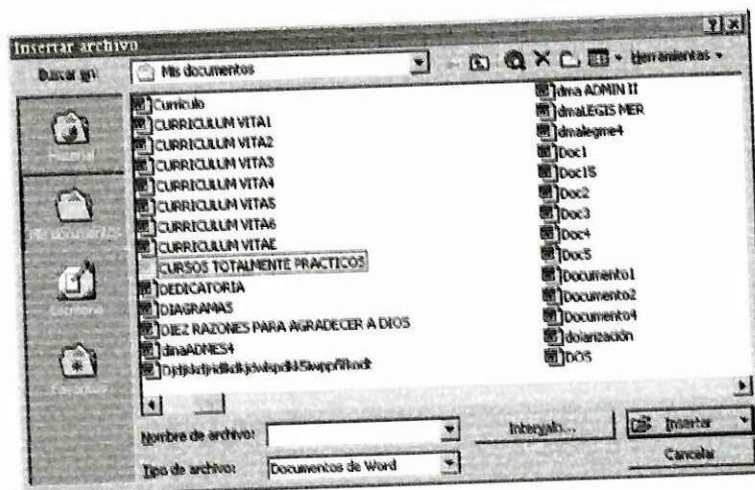 Insertar archivo
Buscar en:
Mis documentos
Herramientas
Historial
Mis documentos
Escritorio
Favoritos
Currículo
CURRICULUM VITA1
CURRICULUM VITA2
CURRICULUM VITA3
CURRICULUM VITA4
CURRICULUM VITA5
CURRICULUM VITA6
CURRICULUM VITAE
CURSOS TOTALMENTE PRACTICOS
DEDICATORIA
DIAGRAMAS
DIEZ RAZONES PARA AGRADECER A DIOS
dinaADMES4
dma ADMIN II
dmaLEGIS MER
dmalegme4
Doc1
Doc15
Doc2
Doc3
Doc4
Doc5
Documento1
Documento2
Documento4
dolarización
DOS
Nombre de archivo:
Intervalo...
Insertar
Tipo de archivo:
Documentos de Word
Cancelar